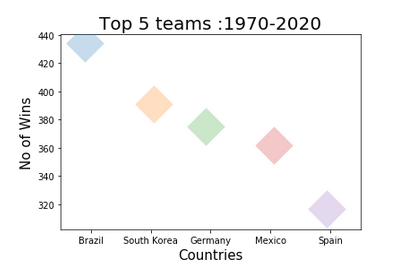 Top 5 teams :1970-2020
440
420
400
380
360
340
320
No of Wins
Brazil South Korea Germany Mexico Spain
Countries